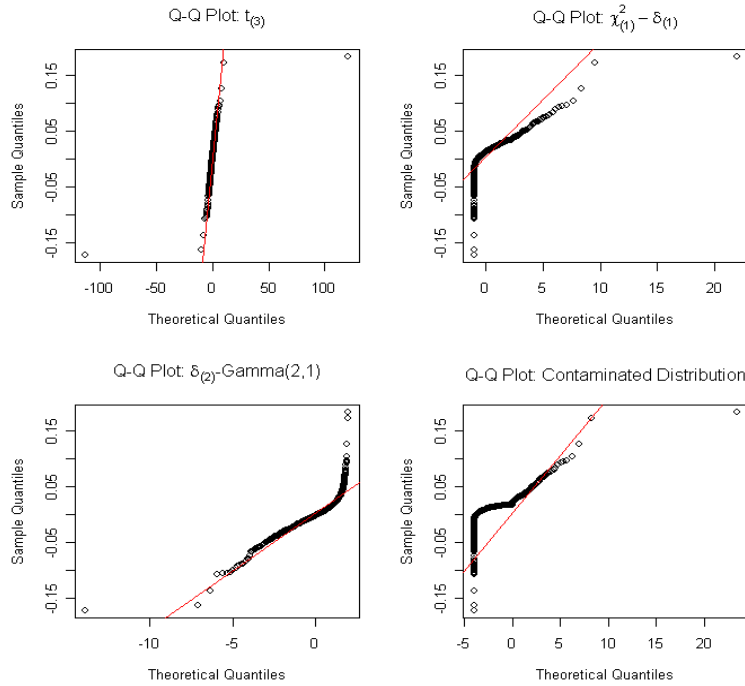 Q-Q Plot: t₍₃₎
0.15
0.05
-0.05
-0.15
Sample Quantiles
-100
-50
0
50
100
Theoretical Quantiles
Q-Q Plot: χ²₍₁₎ − δ₍₁₎
0.15
0.05
-0.05
-0.15
Sample Quantiles
0
5
10
15
20
Theoretical Quantiles
Q-Q Plot: δ₍₂₎-Gamma(2,1)
0.15
0.05
-0.05
-0.15
Sample Quantiles
-10
-5
0
Theoretical Quantiles
Q-Q Plot: Contaminated Distribution
0.15
0.05
-0.05
-0.15
Sample Quantiles
-5
0
5
10
15
20
Theoretical Quantiles